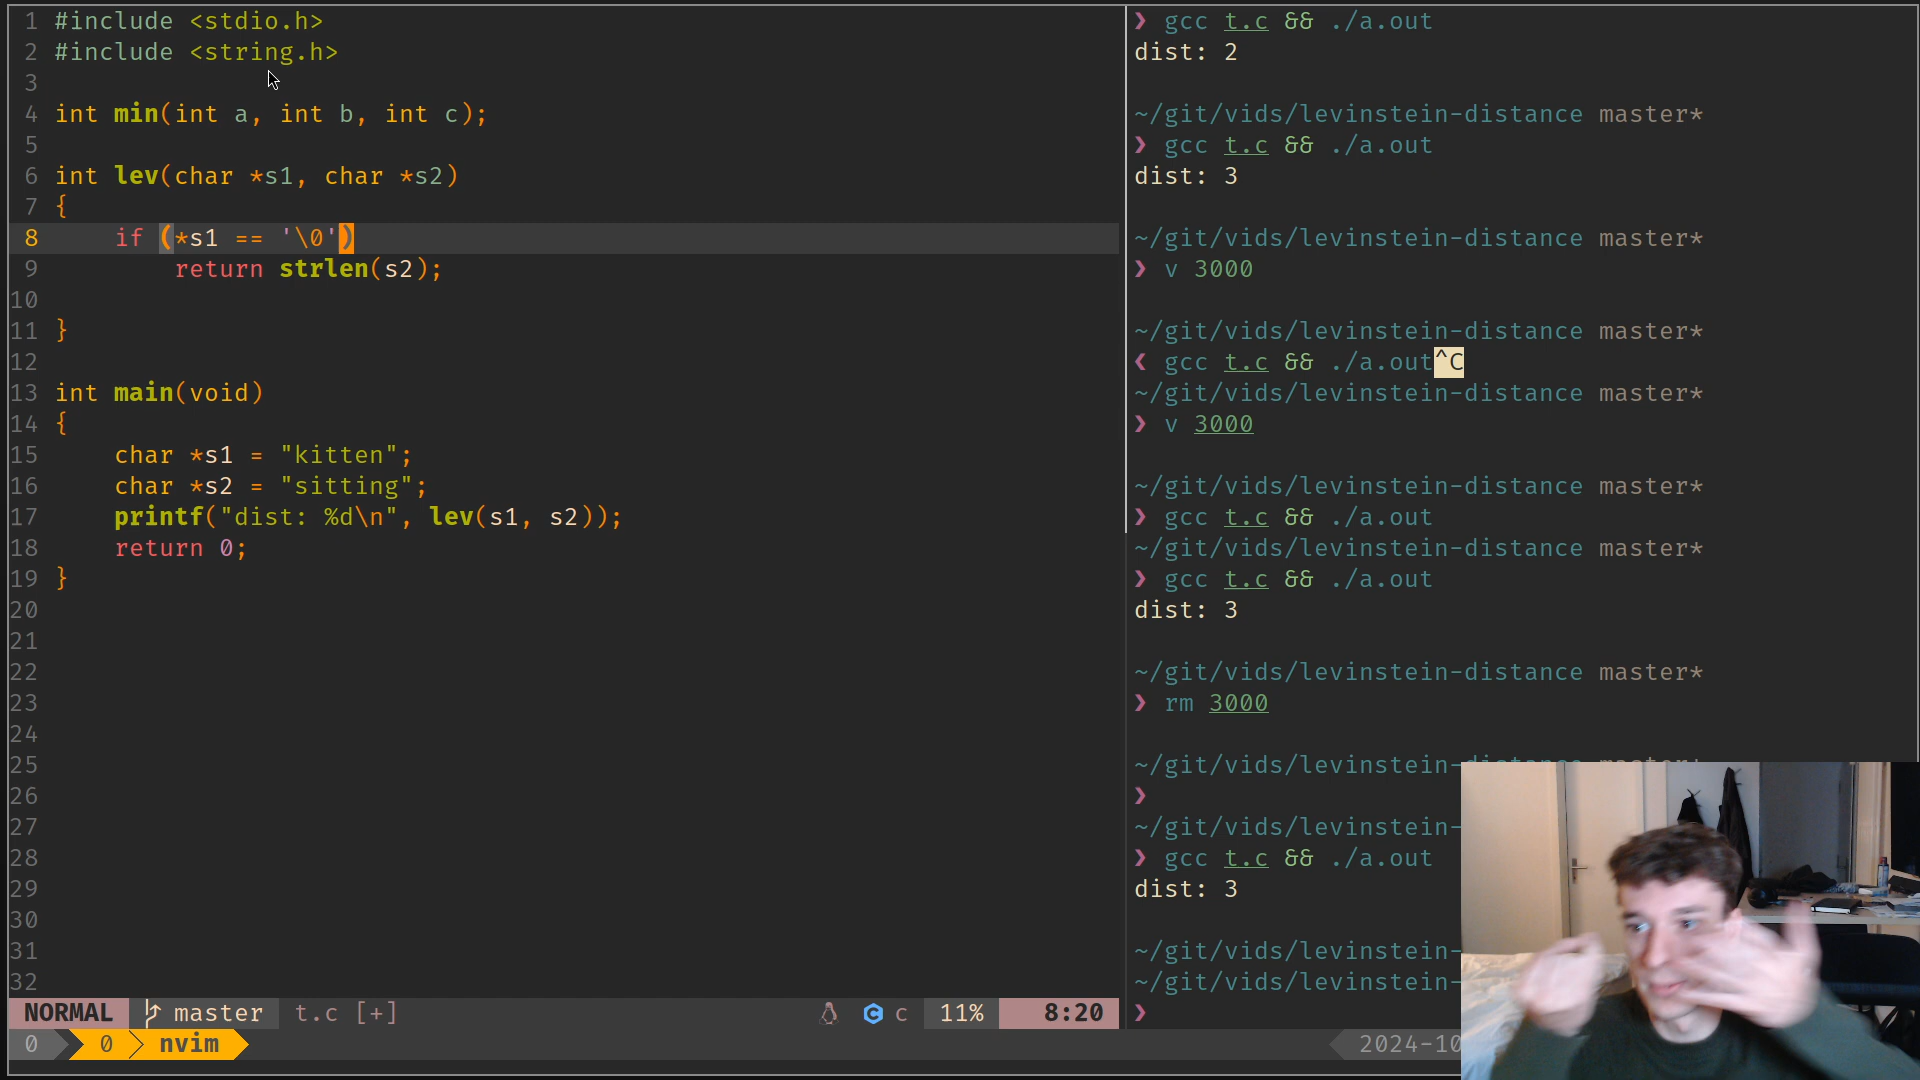 1 #include <stdio.h>
2 #include <string.h>
3
4 int min(int a, int b, int c);
5
6 int lev(char *s1, char *s2)
7 {
8     if (*s1 == '\0')
9         return strlen(s2);
10
11 }
12
13 int main(void)
14 {
15     char *s1 = "kitten";
16     char *s2 = "sitting";
17     printf("dist: %d\n", lev(s1, s2));
18     return 0;
19 }
20
21
22
23
24
25
26
27
28
29
30
31
32
NORMAL master t.c [+] c 11% 8:20
0 0 nvim 2024-10
❯ gcc t.c && ./a.out
dist: 2
~/git/vids/levinstein-distance master*
❯ gcc t.c && ./a.out
dist: 3
~/git/vids/levinstein-distance master*
❯ v 3000
~/git/vids/levinstein-distance master*
❮ gcc t.c && ./a.out^C
~/git/vids/levinstein-distance master*
❯ v 3000
~/git/vids/levinstein-distance master*
❯ gcc t.c && ./a.out
~/git/vids/levinstein-distance master*
❯ gcc t.c && ./a.out
dist: 3
~/git/vids/levinstein-distance master*
❯ rm 3000
~/git/vids/levinstein-distance master*
❯
~/git/vids/levinstein-
❯ gcc t.c && ./a.out
dist: 3
~/git/vids/levinstein-
~/git/vids/levinstein-
❯